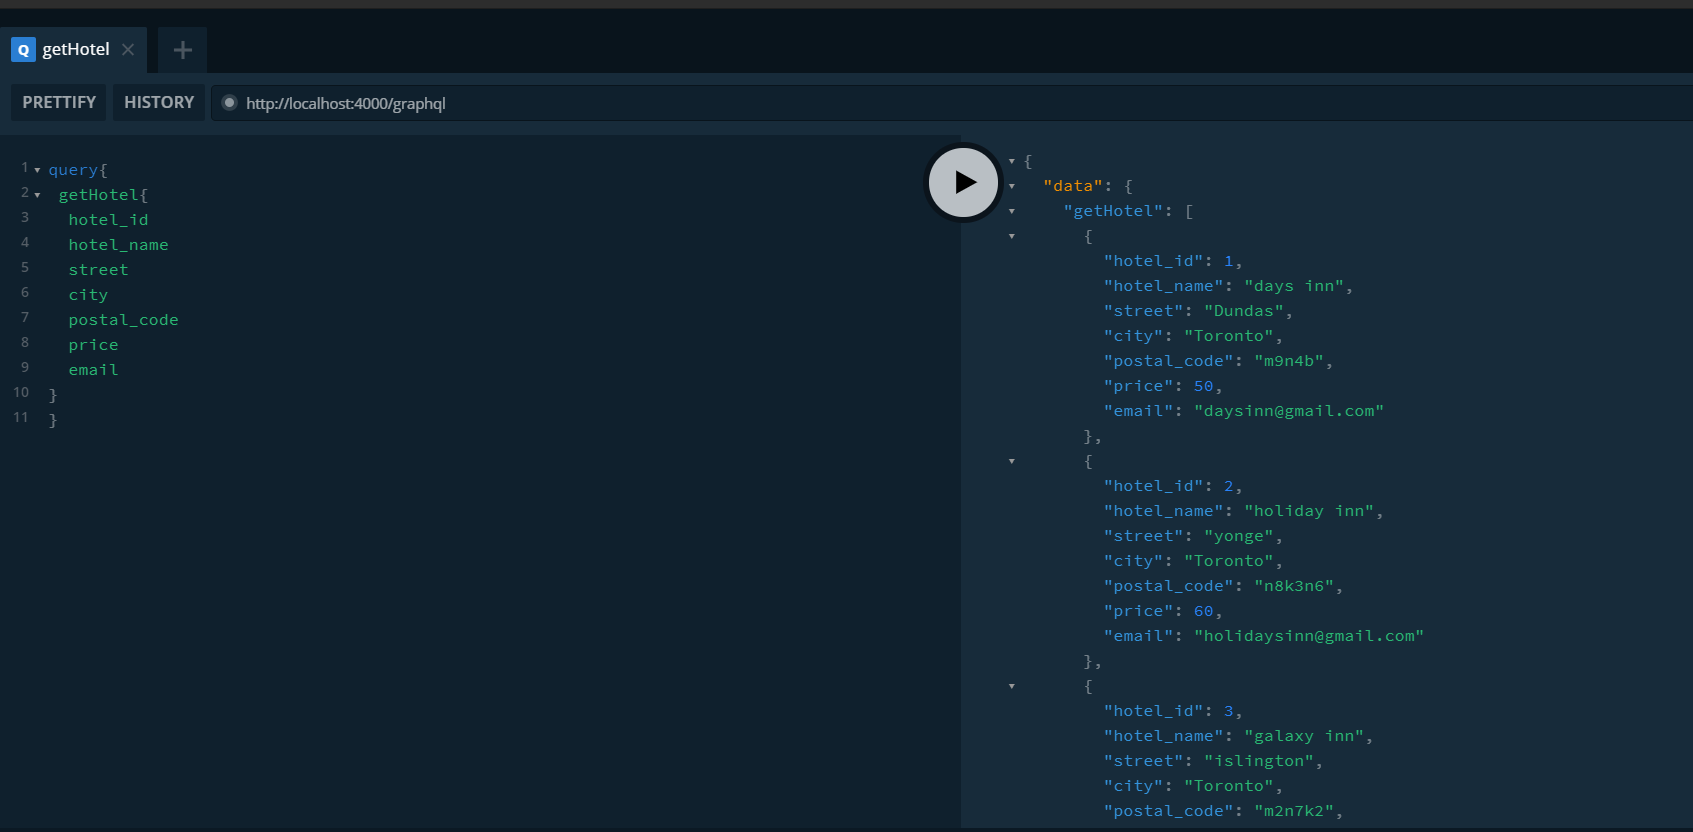 Q getHotel
PRETTIFY HISTORY http://localhost:4000/graphql
1 query{
2 getHotel{
3 hotel_id
4 hotel_name
5 street
6 city
7 postal_code
8 price
9 email
10 }
11 }
{
"data": {
"getHotel": [
{
"hotel_id": 1,
"hotel_name": "days inn",
"street": "Dundas",
"city": "Toronto",
"postal_code": "m9n4b",
"price": 50,
"email": "daysinn@gmail.com"
},
{
"hotel_id": 2,
"hotel_name": "holiday inn",
"street": "yonge",
"city": "Toronto",
"postal_code": "n8k3n6",
"price": 60,
"email": "holidaysinn@gmail.com"
},
{
"hotel_id": 3,
"hotel_name": "galaxy inn",
"street": "islington",
"city": "Toronto",
"postal_code": "m2n7k2",